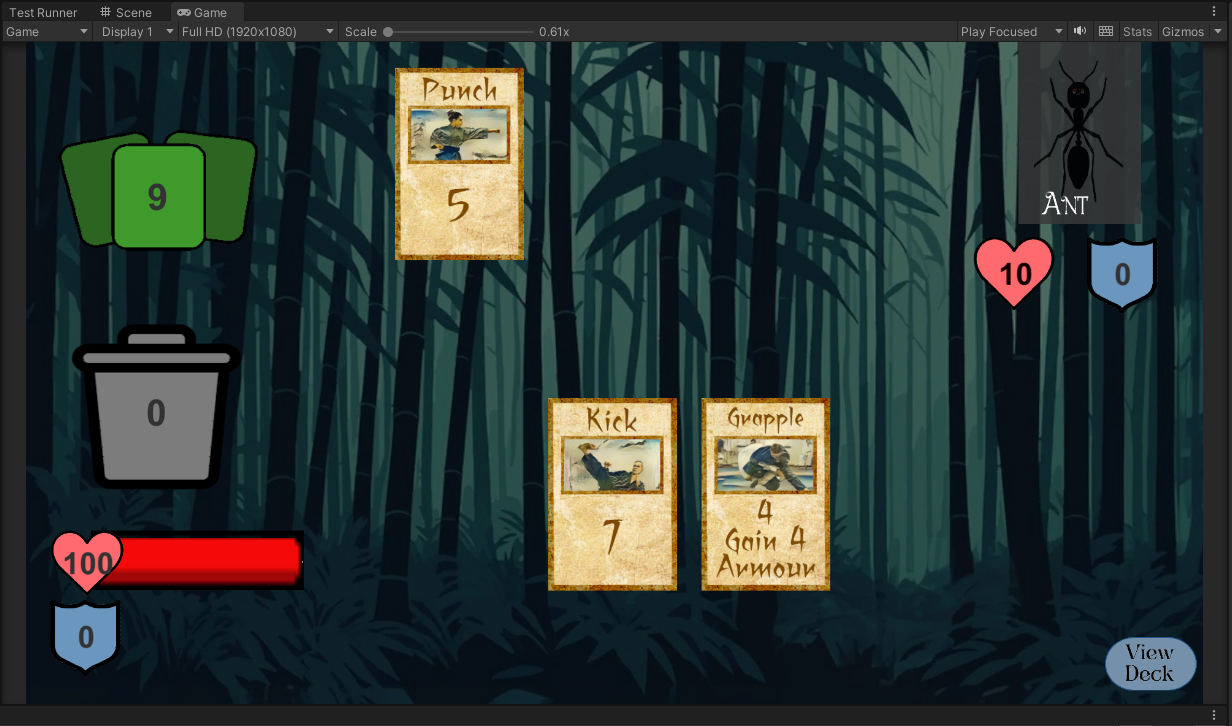 Test Runner
Scene
Game
Game
Display 1
Full HD (1920x1080)
Scale
0.61x
Play Focused
Stats
Gizmos
Punch
5
9
Ant
10
0
0
Kick
7
Grapple
4
Gain 4
Armour
100
0
View
Deck